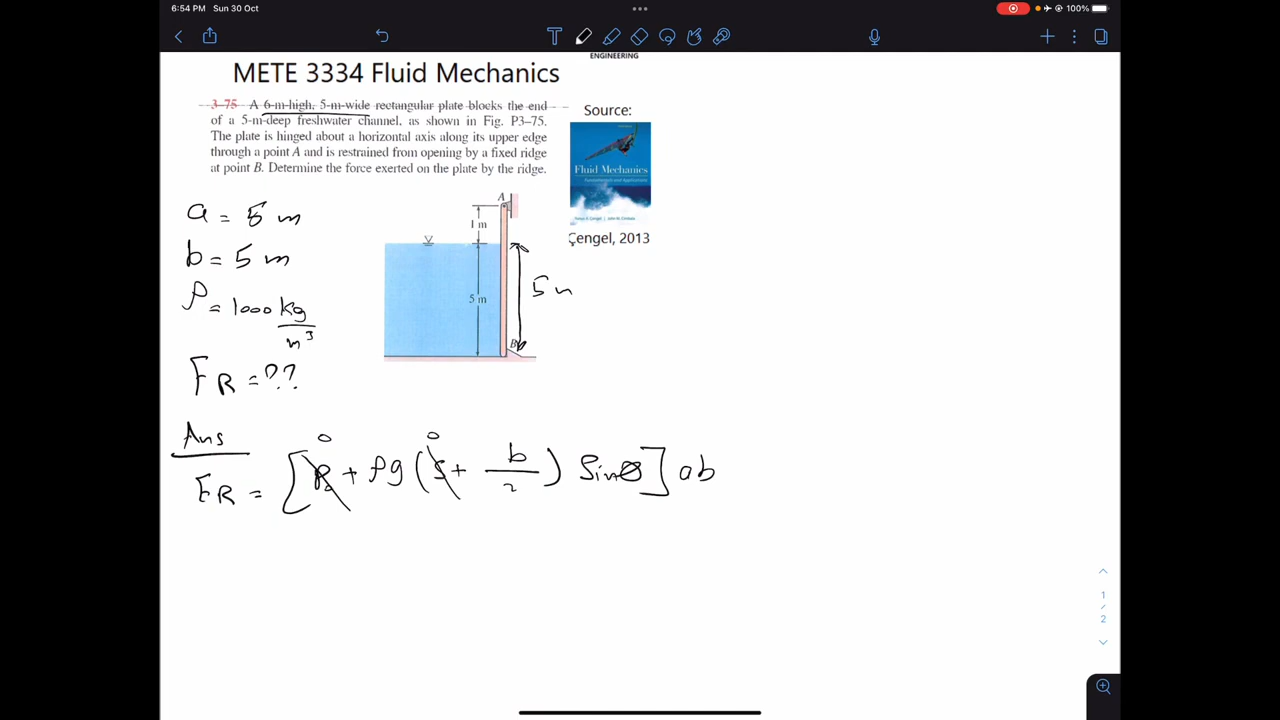 6:54 PM Sun 30 Oct
100%
ENGINEERING
METE 3334 Fluid Mechanics
3–75 A 6-m-high, 5-m-wide rectangular plate blocks the end
of a 5-m-deep freshwater channel, as shown in Fig. P3–75.
The plate is hinged about a horizontal axis along its upper edge
through a point A and is restrained from opening by a fixed ridge
at point B. Determine the force exerted on the plate by the ridge.
Source:
Fluid Mechanics
Çengel, 2013
A
1 m
5 m
B
5 m
a = 5 m
b = 5 m
ρ = 1000 kg/m³
FR = ??
Ans
0 0
FR = [P₀ + ρg (S + b/2) Sinθ] ab
1
/
2